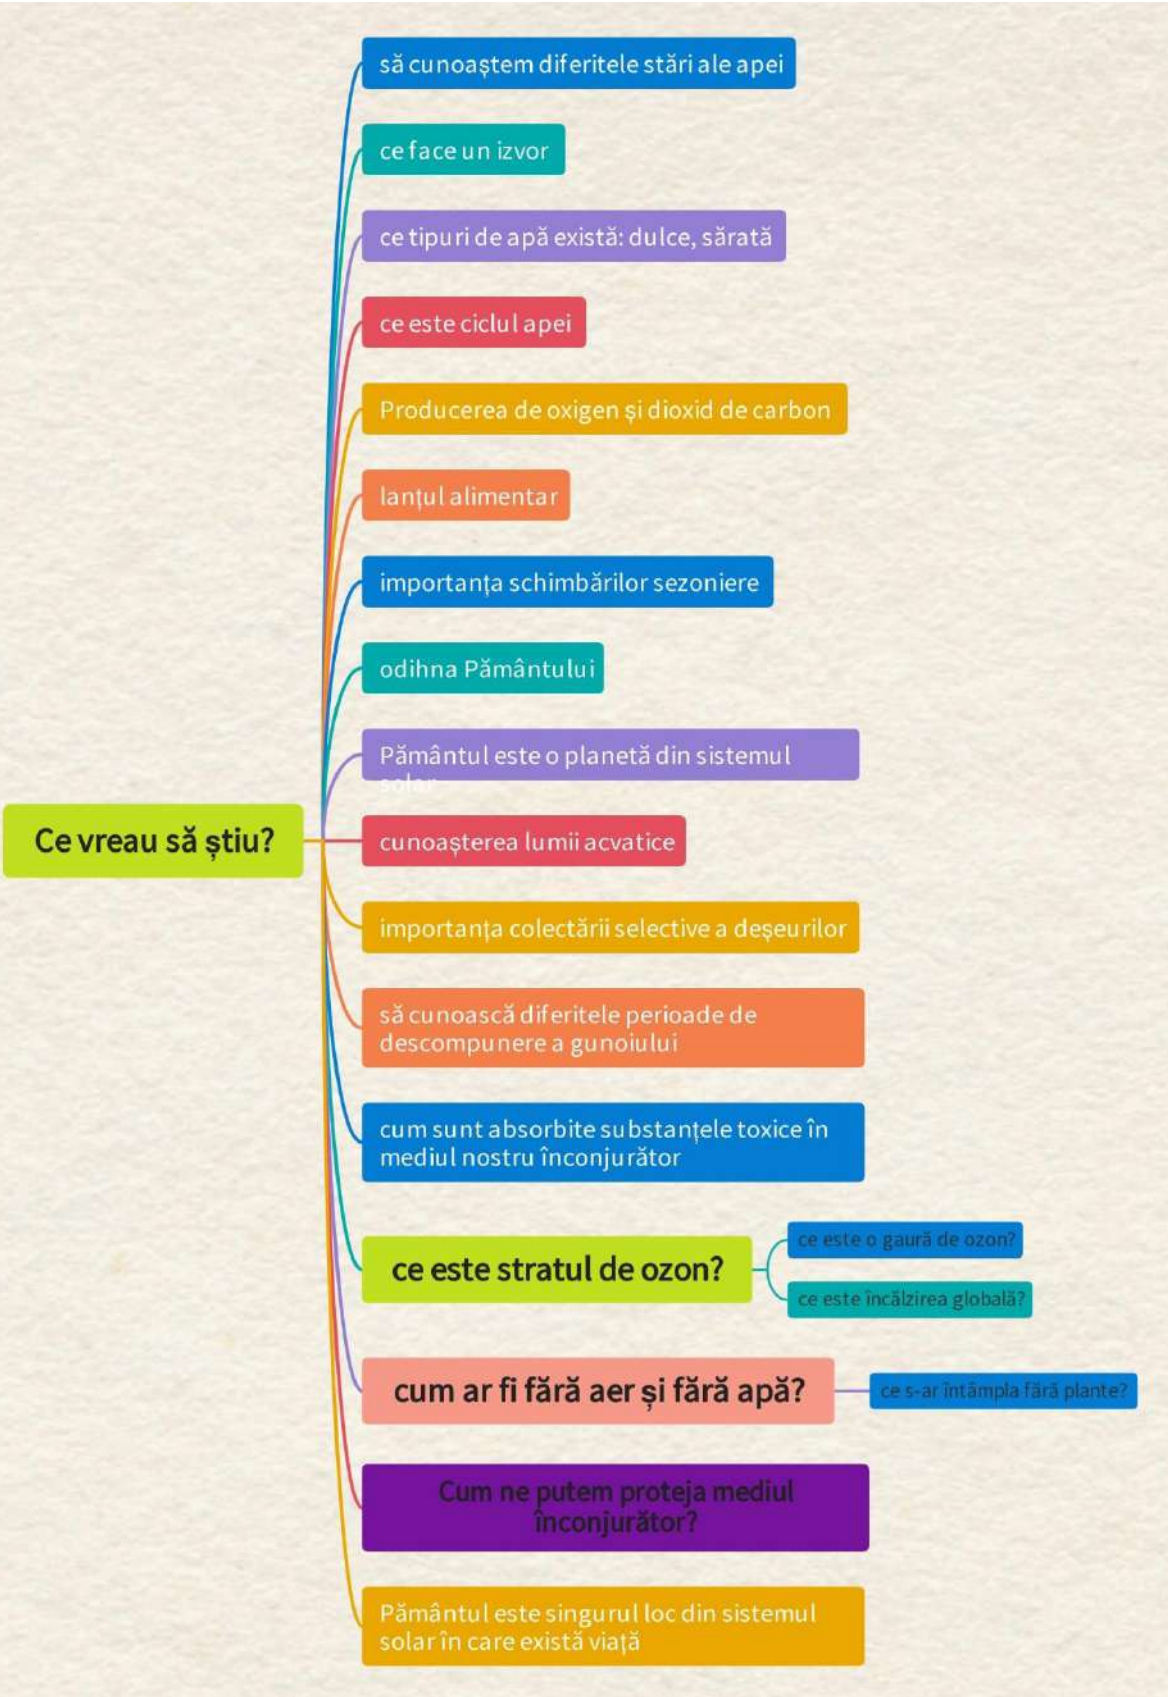 să cunoaștem diferitele stări ale apei
ce face un izvor
ce tipuri de apă există: dulce, sărată
ce este ciclul apei
Producerea de oxigen și dioxid de carbon
lanțul alimentar
importanța schimbărilor sezoniere
odihna Pământului
Pământul este o planetă din sistemul
solar
Ce vreau să știu?
cunoașterea lumii acvatice
importanța colectării selective a deșeurilor
să cunoască diferitele perioade de
descompunere a gunoiului
cum sunt absorbite substanțele toxice în
mediul nostru înconjurător
ce este stratul de ozon?
ce este o gaură de ozon?
ce este încălzirea globală?
cum ar fi fără aer și fără apă?
ce s-ar întâmpla fără plante?
Cum ne putem proteja mediul
înconjurător?
Pământul este singurul loc din sistemul
solar în care există viață